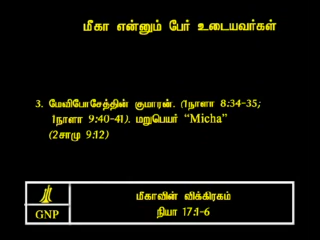 மீகா என்னும் பேர் உடையவர்கள்
3. மேவிபோசேத்தின் குமாரன். (1நாளா 8:34-35;
1நாளா 9:40-41). மறுபெயர் "Micha"
(2சாமு 9:12)
மீகாவின் விக்கிரகம்
GNP
நியா 17:1-6